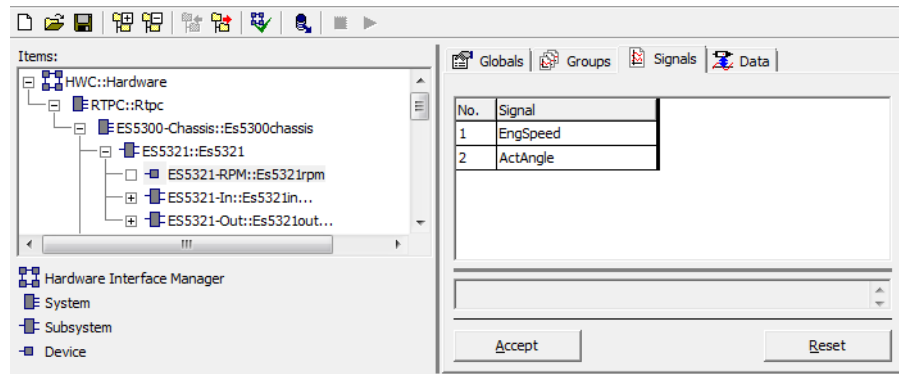 Items:
HWC::Hardware
RTPC::Rtpc
ES5300-Chassis::Es5300chassis
ES5321::Es5321
ES5321-RPM::Es5321rpm
ES5321-In::Es5321in...
ES5321-Out::Es5321out...
Hardware Interface Manager
System
Subsystem
Device
Globals Groups Signals Data
No. Signal
1 EngSpeed
2 ActAngle
Accept Reset